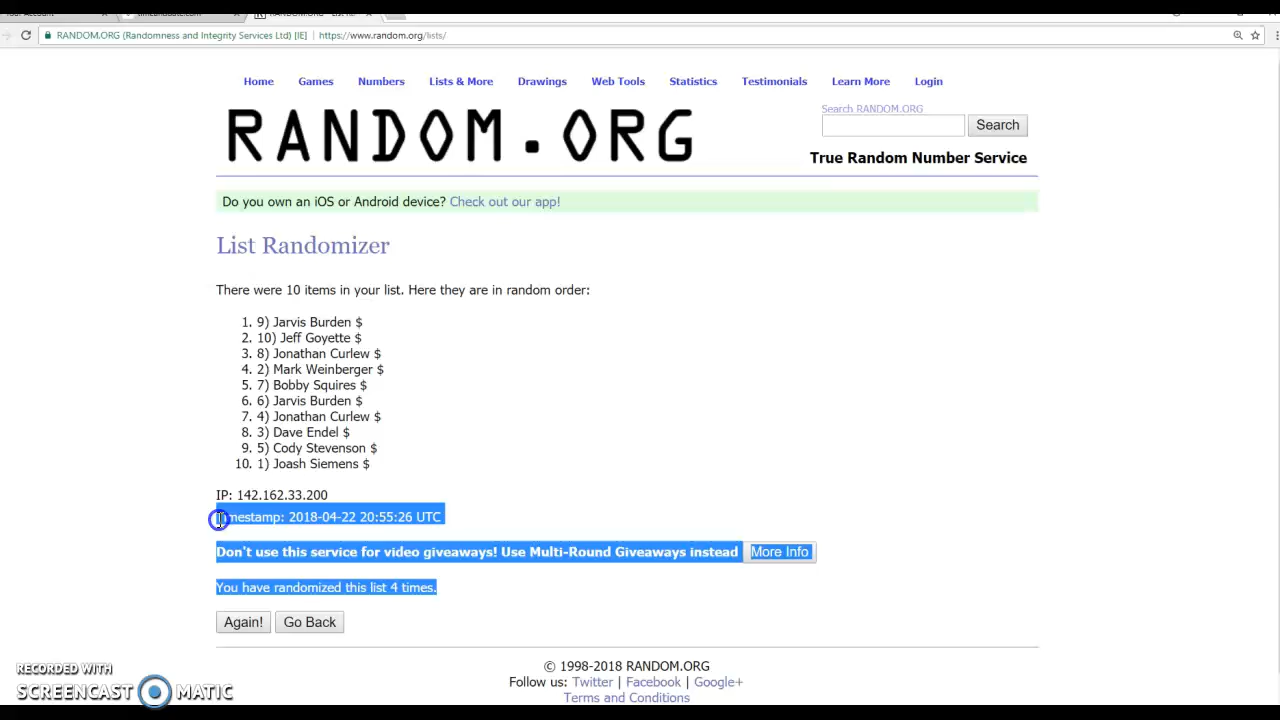 RANDOM.ORG (Randomness and Integrity Services Ltd) [IE] https://www.random.org/lists/
Home Games Numbers Lists & More Drawings Web Tools Statistics Testimonials Learn More Login
RANDOM.ORG
Search RANDOM.ORG
Search
True Random Number Service
Do you own an iOS or Android device? Check out our app!
List Randomizer
There were 10 items in your list. Here they are in random order:
1. 9) Jarvis Burden $
2. 10) Jeff Goyette $
3. 8) Jonathan Curlew $
4. 2) Mark Weinberger $
5. 7) Bobby Squires $
6. 6) Jarvis Burden $
7. 4) Jonathan Curlew $
8. 3) Dave Endel $
9. 5) Cody Stevenson $
10. 1) Joash Siemens $
IP: 142.162.33.200
Timestamp: 2018-04-22 20:55:26 UTC
Don't use this service for video giveaways! Use Multi-Round Giveaways instead More Info
You have randomized this list 4 times.
Again! Go Back
© 1998-2018 RANDOM.ORG
Follow us: Twitter | Facebook | Google+
Terms and Conditions
RECORDED WITH
SCREENCAST MATIC